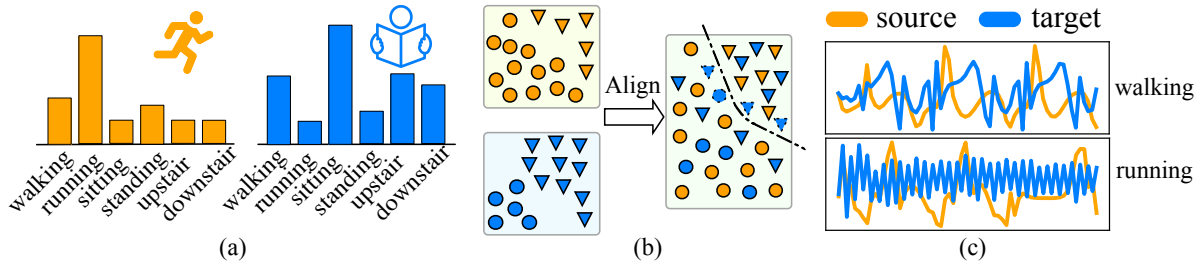 walking
running
sitting
standing
upstair
downstair
(a)
walking
running
sitting
standing
upstair
downstair
Align
(b)
source
target
walking
running
(c)